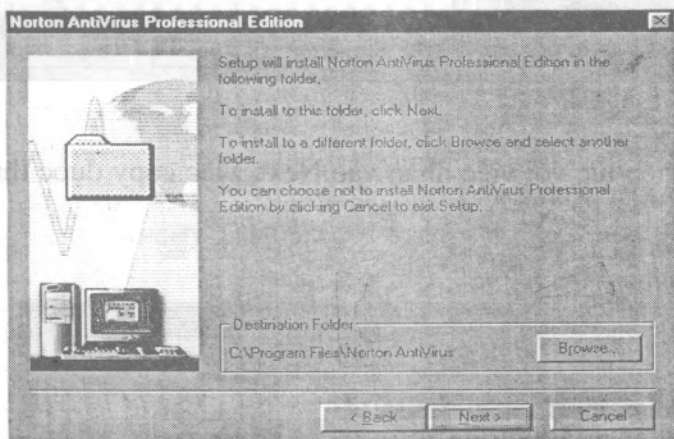 Norton AntiVirus Professional Edition
Setup will install Norton AntiVirus Professional Edition in the
following folder.
To install to this folder, click Next.
To install to a different folder, click Browse and select another
folder.
You can choose not to install Norton AntiVirus Professional
Edition by clicking Cancel to exit Setup.
Destination Folder
C:\Program Files\Norton AntiVirus
Browse...
< Back
Next >
Cancel